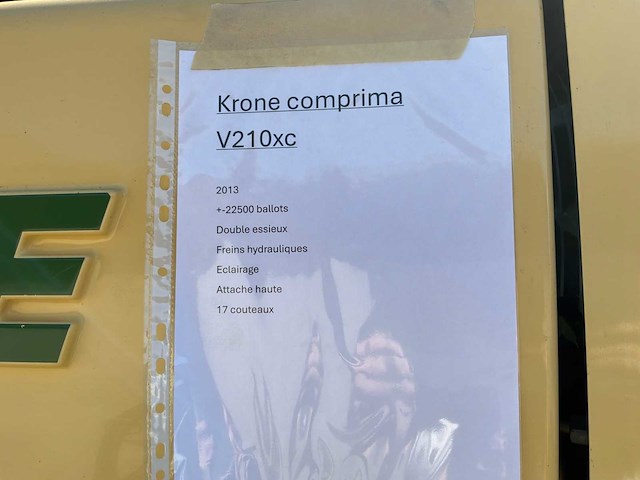 E
Krone comprima
V210xc
2013
+-22500 ballots
Double essieux
Freins hydrauliques
Eclairage
Attache haute
17 couteaux